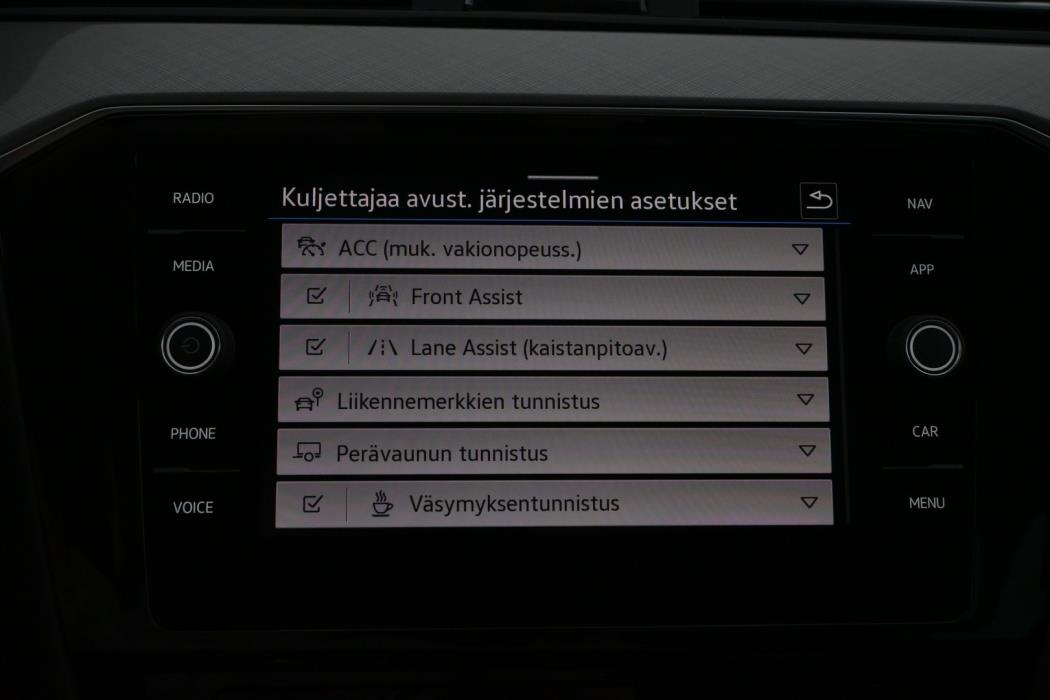 RADIO
MEDIA
PHONE
VOICE
Kuljettajaa avust. järjestelmien asetukset
ACC (muk. vakionopeuss.)
Front Assist
Lane Assist (kaistanpitoav.)
Liikennemerkkien tunnistus
Perävaunun tunnistus
Väsymyksentunnistus
NAV
APP
CAR
MENU